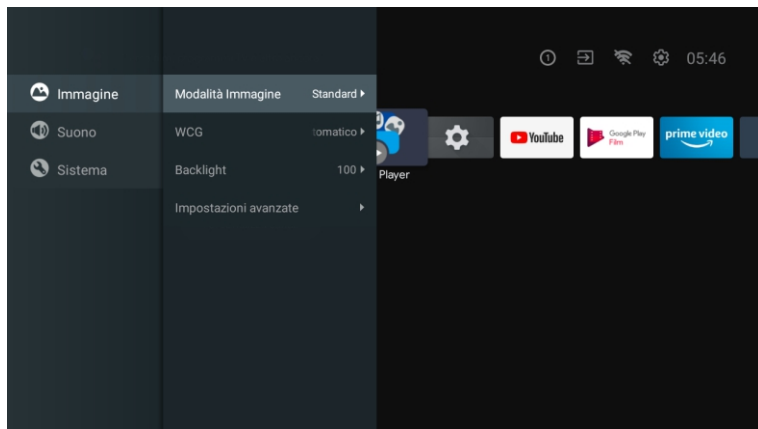 1
05:46
Immagine
Suono
Sistema
Modalità Immagine Standard
WCG tomatico
Backlight 100
Impostazioni avanzate
Player
YouTube
Google Play
Film
prime video